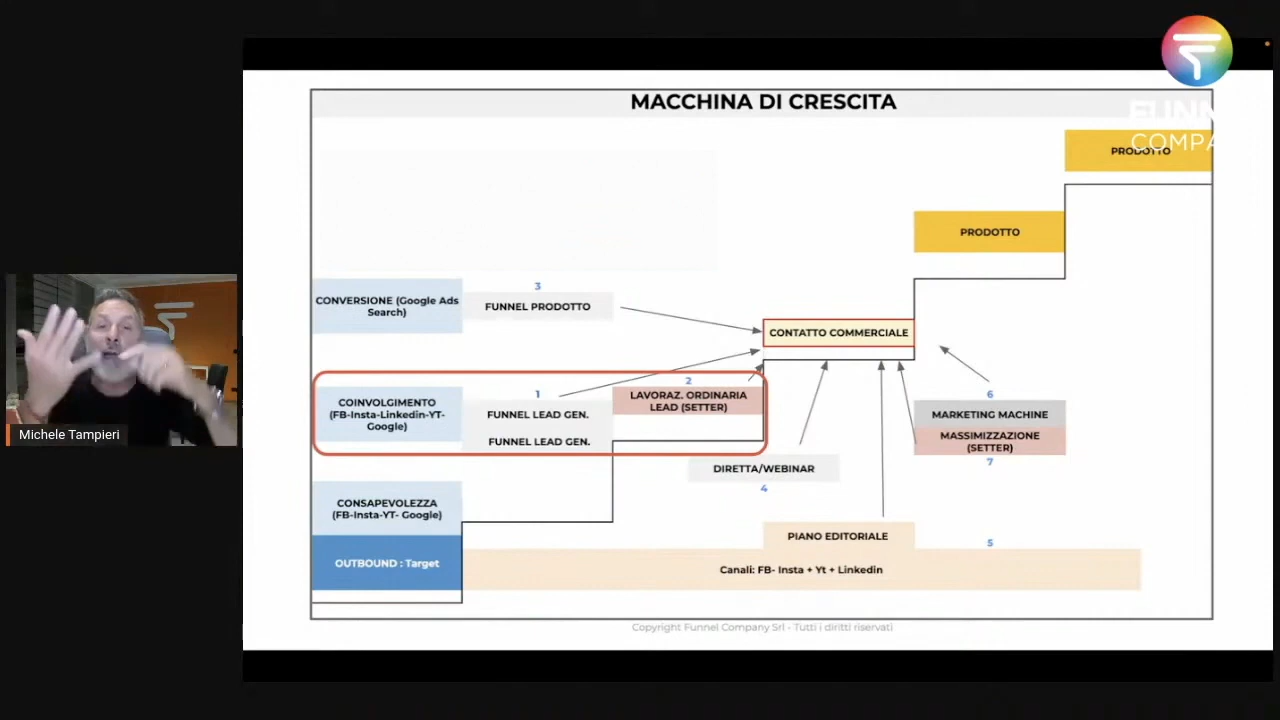 MACCHINA DI CRESCITA
FUNN
COMPA
PRODOTTO
PRODOTTO
3
CONVERSIONE (Google Ads
Search)
FUNNEL PRODOTTO
CONTATTO COMMERCIALE
2
COINVOLGIMENTO
(FB-Insta-Linkedin-YT-
Google)
1
FUNNEL LEAD GEN.
FUNNEL LEAD GEN.
LAVORAZ. ORDINARIA
LEAD (SETTER)
6
MARKETING MACHINE
MASSIMIZZAZIONE
(SETTER)
7
DIRETTA/WEBINAR
4
CONSAPEVOLEZZA
(FB-Insta-YT- Google)
PIANO EDITORIALE
5
OUTBOUND : Target
Canali: FB- Insta + Yt + Linkedin
Copyright Funnel Company Srl - Tutti i diritti riservati
Michele Tampieri